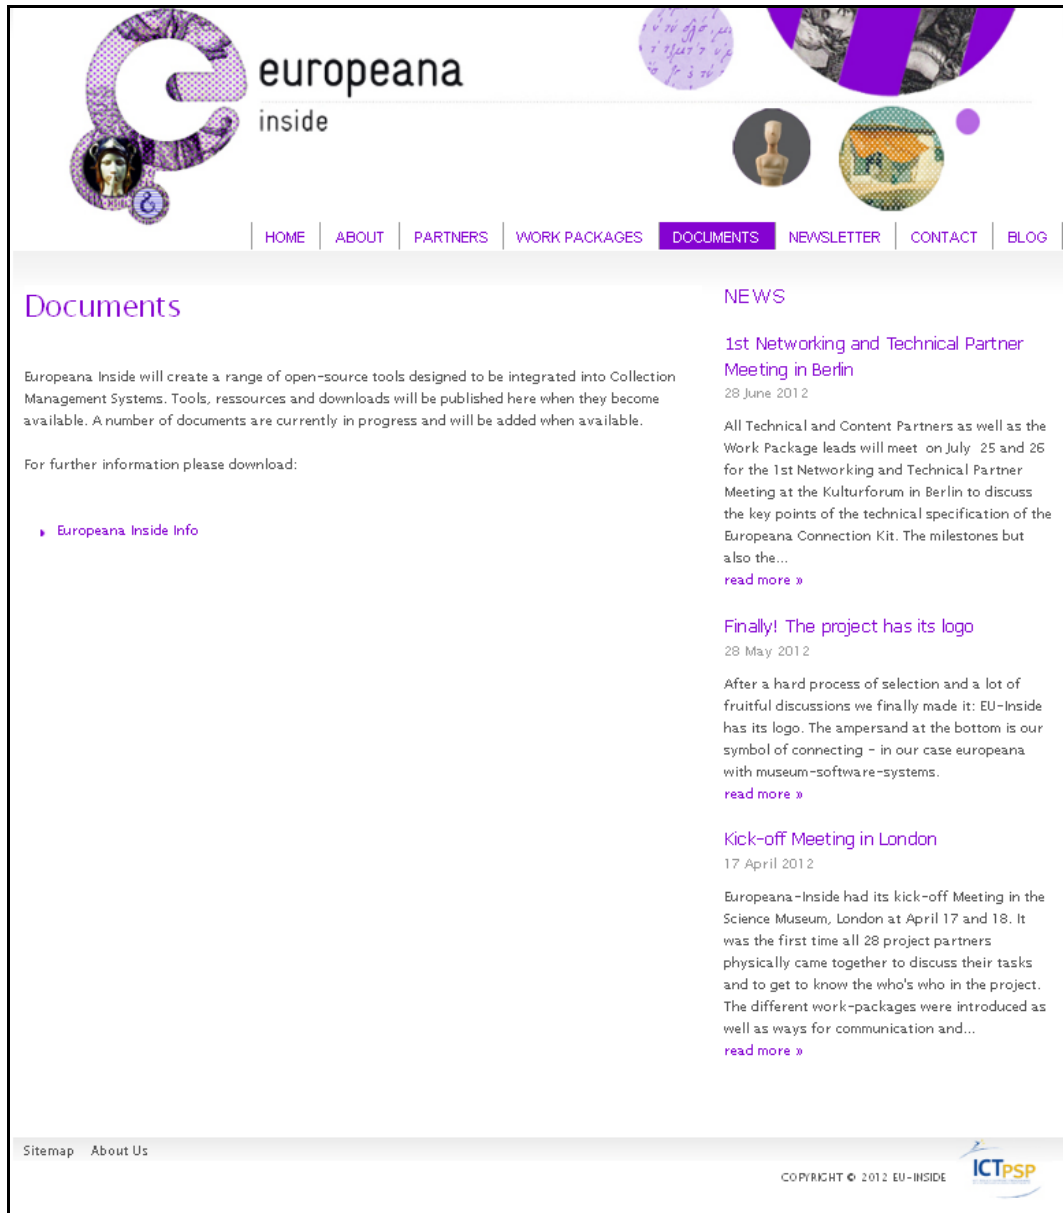 europeana
inside
HOME
ABOUT
PARTNERS
WORK PACKAGES
DOCUMENTS
NEWSLETTER
CONTACT
BLOG
Documents
Europeana Inside will create a range of open-source tools designed to be integrated into Collection
Management Systems. Tools, ressources and downloads will be published here when they become
available. A number of documents are currently in progress and will be added when available.
For further information please download:
Europeana Inside Info
NEWS
1st Networking and Technical Partner
Meeting in Berlin
28 June 2012
All Technical and Content Partners as well as the
Work Package leads will meet on July 25 and 26
for the 1st Networking and Technical Partner
Meeting at the Kulturforum in Berlin to discuss
the key points of the technical specification of the
Europeana Connection Kit. The milestones but
also the...
read more »
Finally! The project has its logo
28 May 2012
After a hard process of selection and a lot of
fruitful discussions we finally made it: EU-Inside
has its logo. The ampersand at the bottom is our
symbol of connecting - in our case europeana
with museum-software-systems.
read more »
Kick-off Meeting in London
17 April 2012
Europeana-Inside had its kick-off Meeting in the
Science Museum, London at April 17 and 18. It
was the first time all 28 project partners
physically came together to discuss their tasks
and to get to know the who's who in the project.
The different work-packages were introduced as
well as ways for communication and...
read more »
Sitemap About Us
COPYRIGHT © 2012 EU-INSIDE
ICTPSP